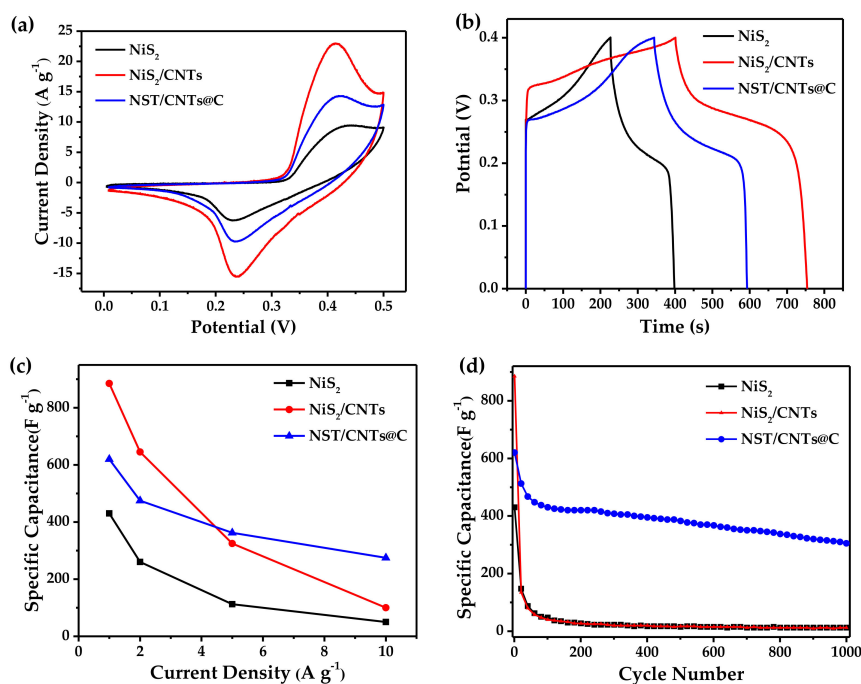 (a)
NiS2
NiS2/CNTs
NST/CNTs@C
Current Density (A g-1)
25
20
15
10
5
0
-5
-10
-15
0.0 0.1 0.2 0.3 0.4 0.5
Potential (V)
(b)
NiS2
NiS2/CNTs
NST/CNTs@C
Potntial (V)
0.4
0.3
0.2
0.1
0.0
0 100 200 300 400 500 600 700 800
Time (s)
(c)
NiS2
NiS2/CNTs
NST/CNTs@C
Specific Capacitance(F g-1)
800
600
400
200
0
0 2 4 6 8 10
Current Density (A g-1)
(d)
NiS2
NiS2/CNTs
NST/CNTs@C
Specific Capacitance(F g-1)
800
600
400
200
0
0 200 400 600 800 1000
Cycle Number